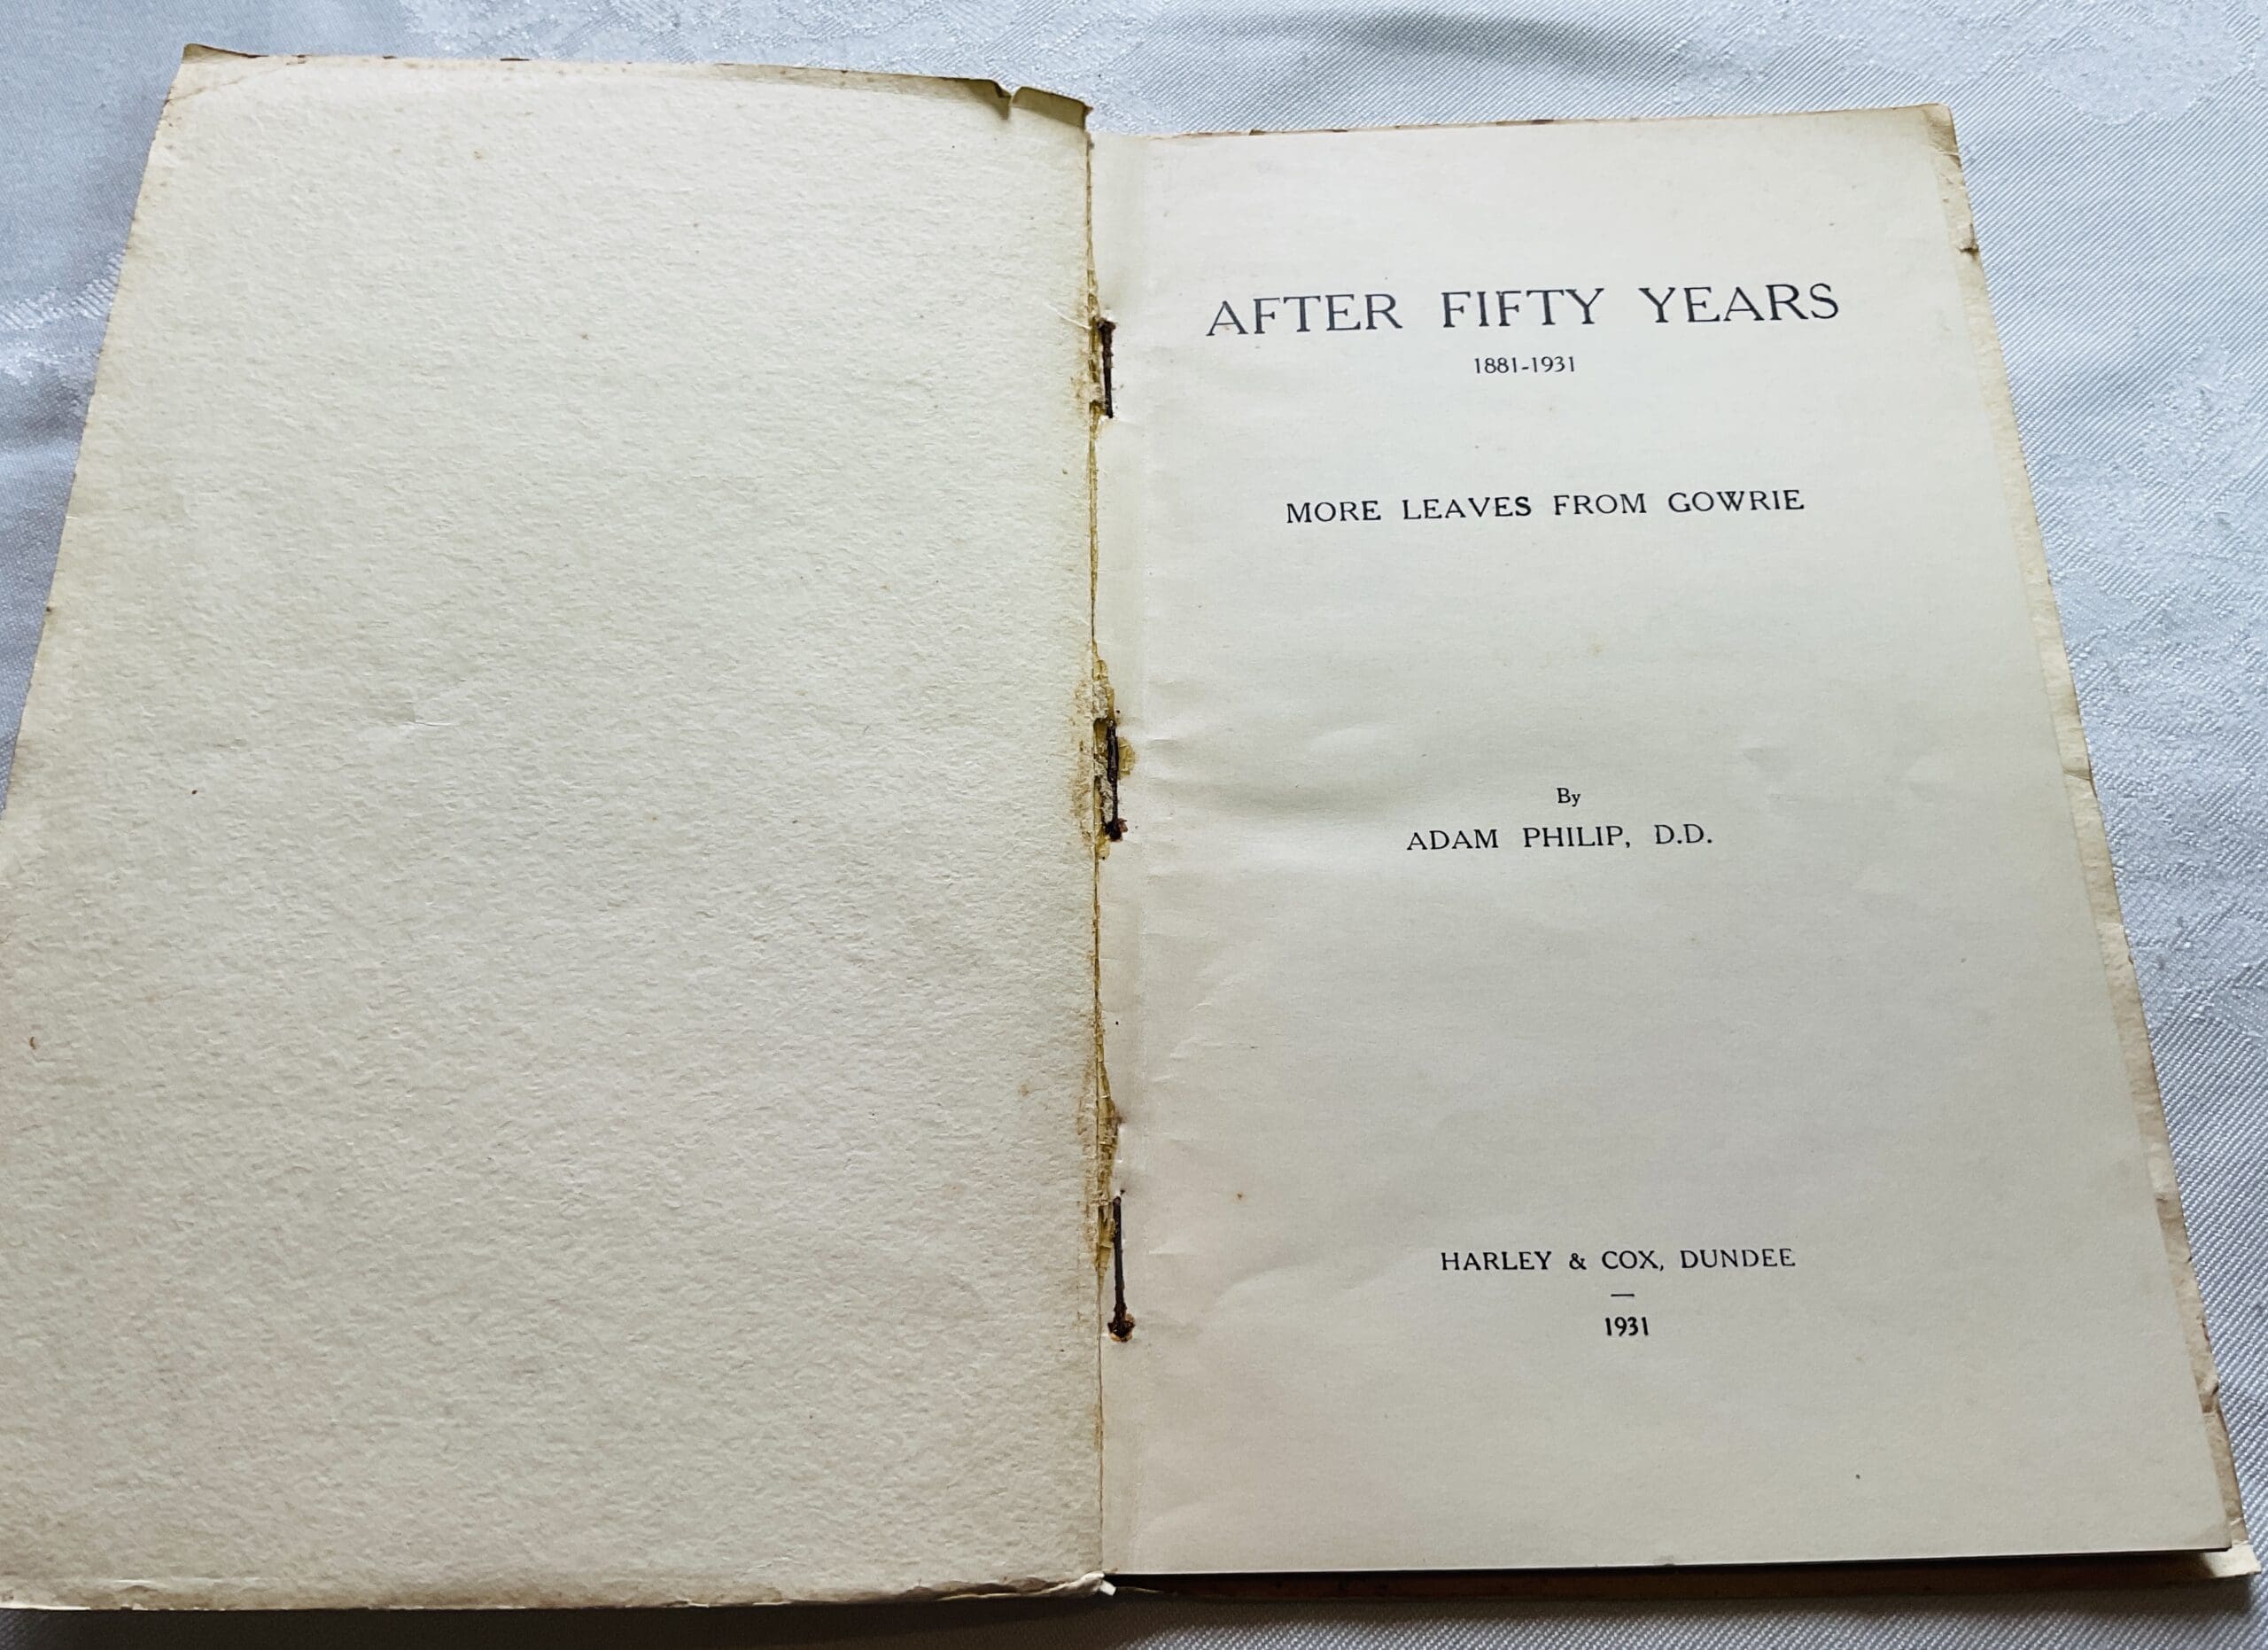 AFTER FIFTY YEARS
1881-1931
MORE LEAVES FROM GOWRIE
By
ADAM PHILIP, D.D.
HARLEY & COX, DUNDEE
1931